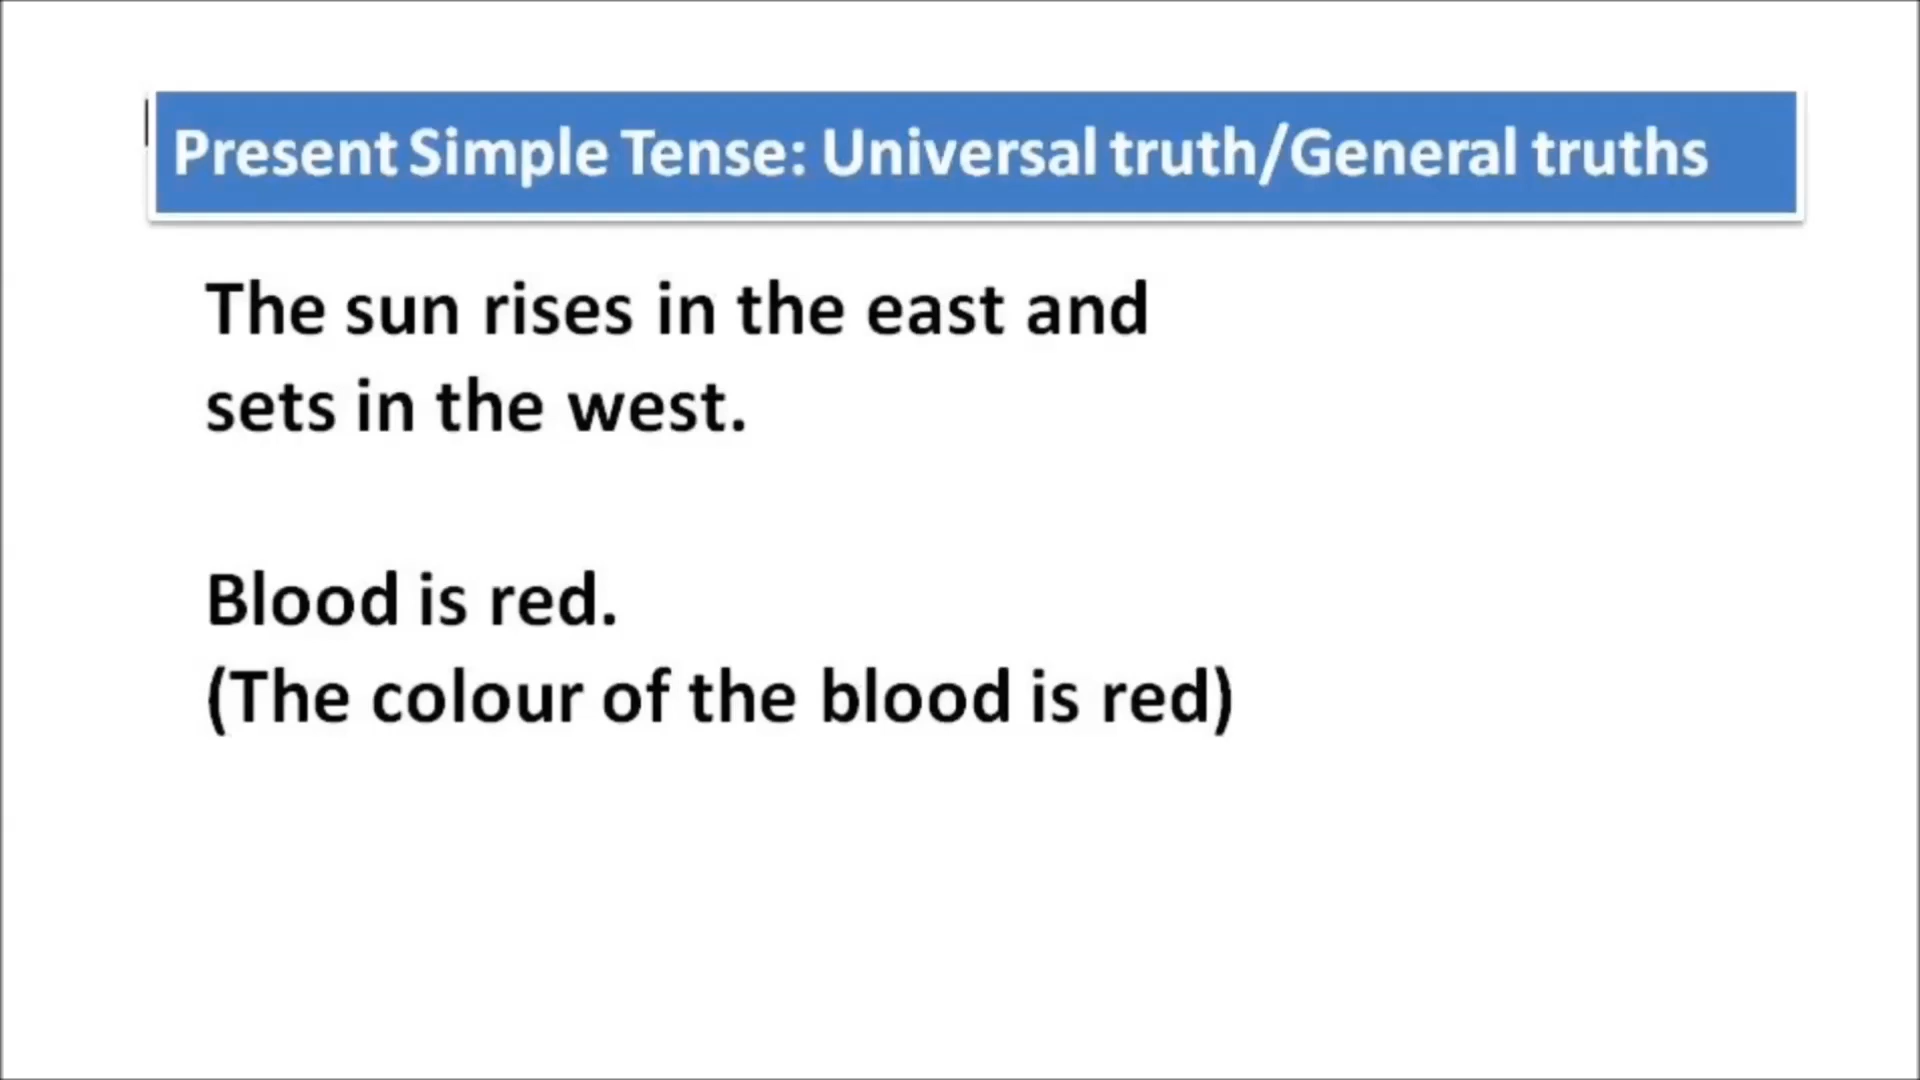 Present Simple Tense: Universal truth/General truths
The sun rises in the east and
sets in the west.
Blood is red.
(The colour of the blood is red)